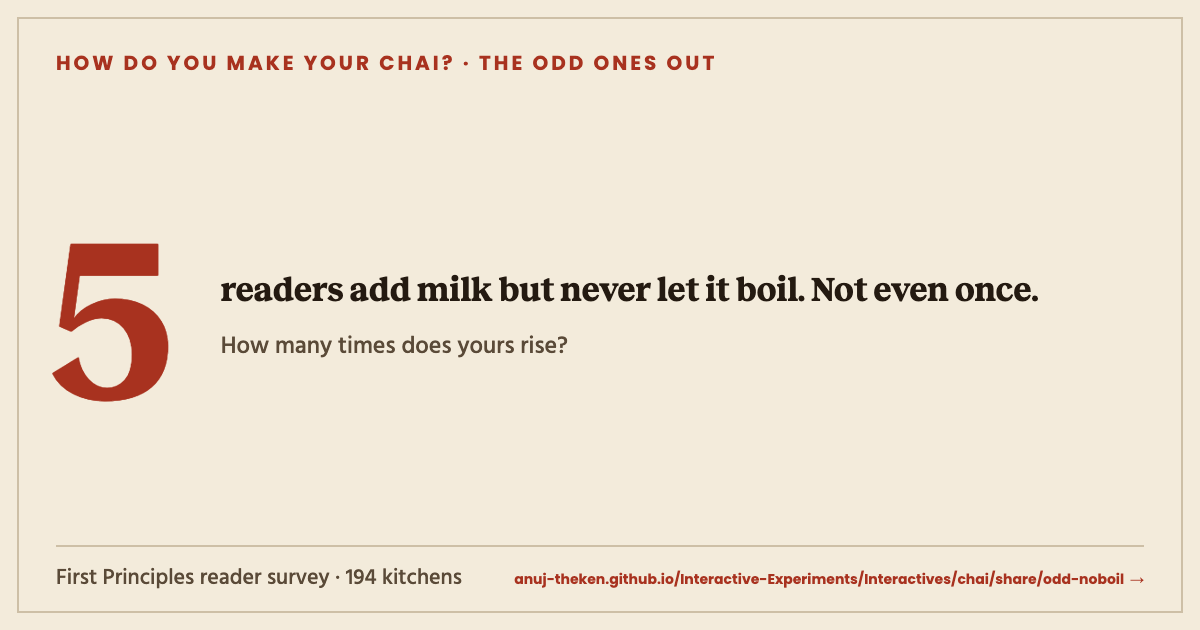 HOW DO YOU MAKE YOUR CHAI? · THE ODD ONES OUT
5
readers add milk but never let it boil. Not even once.
How many times does yours rise?
First Principles reader survey · 194 kitchens
anuj-theken.github.io/Interactive-Experiments/Interactives/chai/share/odd-noboil →